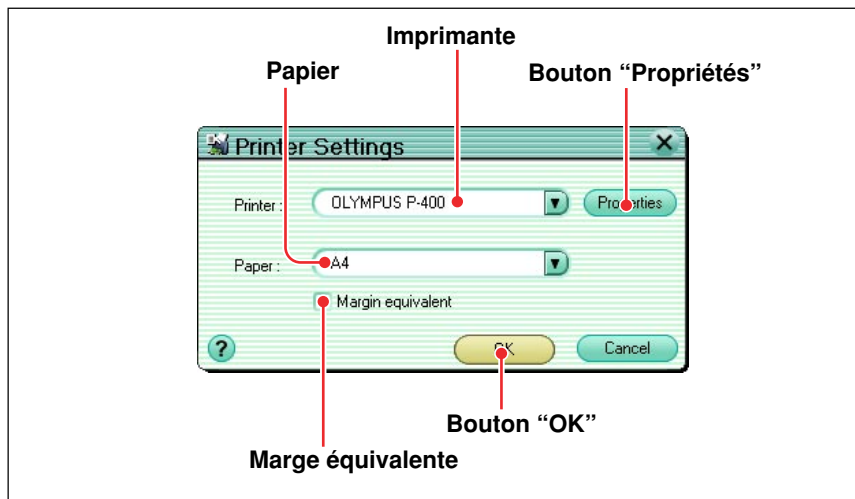 Imprimante
Papier
Bouton “Propriétés”
Printer Settings
Printer :
OLYMPUS P-400
Properties
Paper :
A4
Margin equivalent
?
OK
Cancel
Bouton “OK”
Marge équivalente